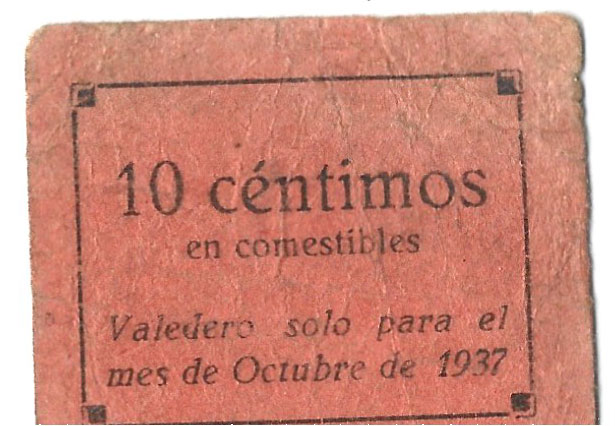 10 céntimos
en comestibles
Valedero solo para el
mes de Octubre de 1937